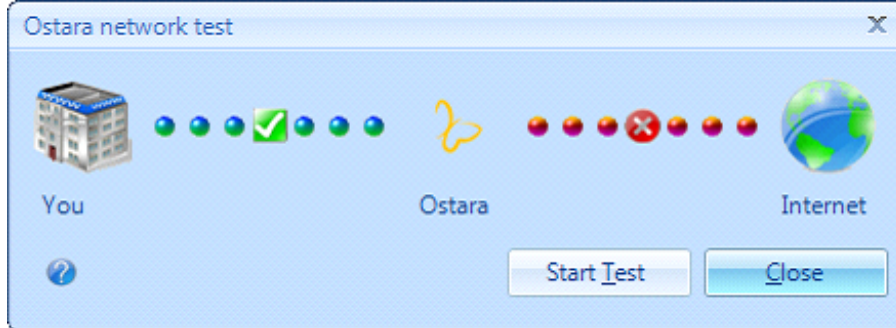 Ostara network test
You
Ostara
Internet
Start Test
Close